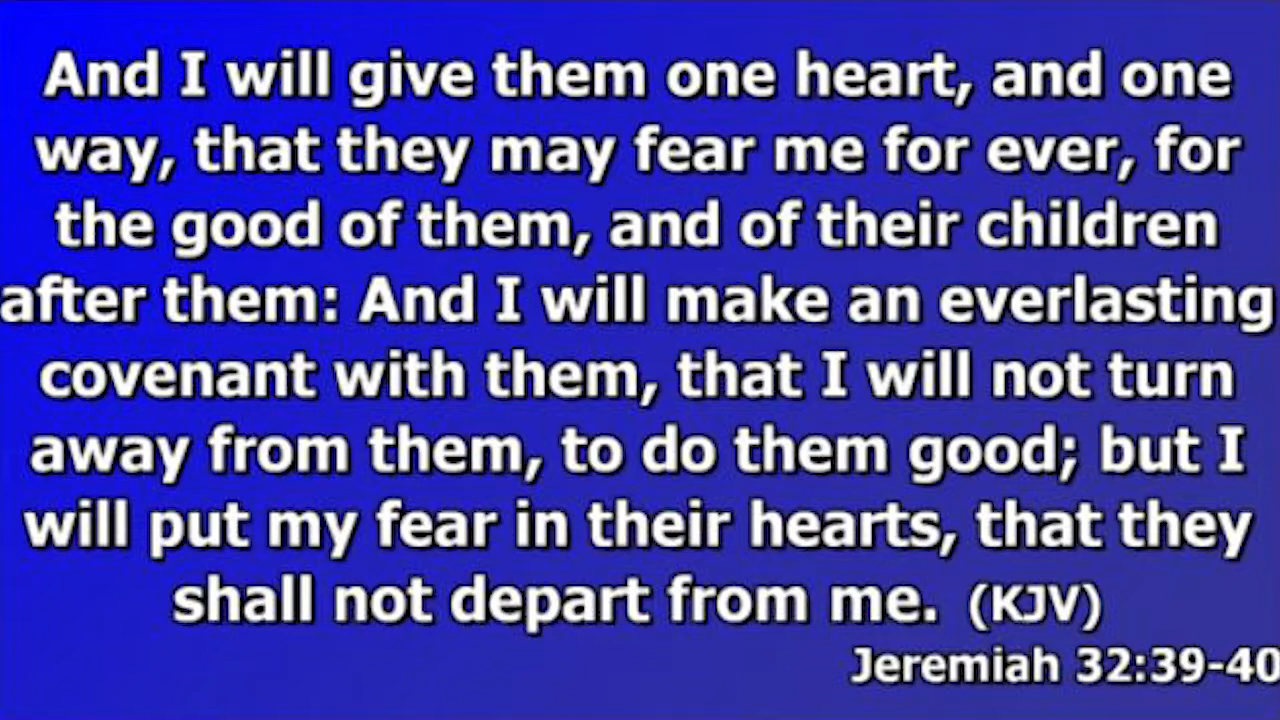 And I will give them one heart, and one
way, that they may fear me for ever, for
the good of them, and of their children
after them: And I will make an everlasting
covenant with them, that I will not turn
away from them, to do them good; but I
will put my fear in their hearts, that they
shall not depart from me. (KJV)
Jeremiah 32:39-40